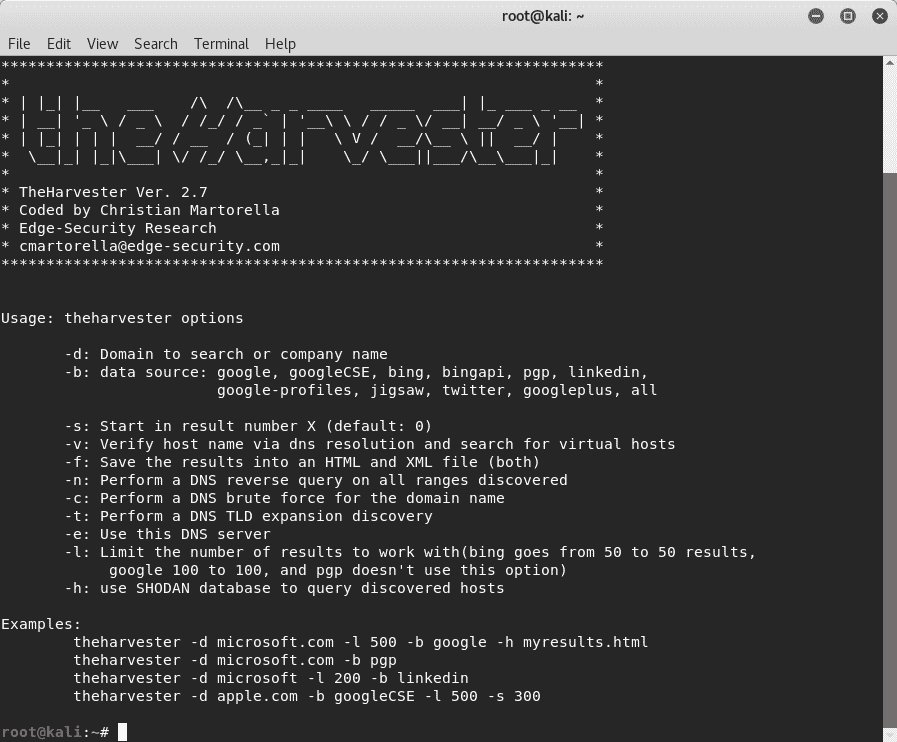 root@kali: ~
File Edit View Search Terminal Help
*******************************************************************
*                                                                 *
* | |_| |__   ___    /\  /\__ _ _ ____   _____  ___| |_ ___ _ __  *
* | __| '_ \ / _ \  / /_/ / _` | '__\ \ / / _ \/ __| __/ _ \ '__| *
* | |_| | | |  __/ / __  / (_| | |   \ V /  __/\__ \ ||  __/ |    *
*  \__|_| |_|\___| \/ /_/ \__,_|_|    \_/ \___||___/\__\___|_|    *
*                                                                 *
* TheHarvester Ver. 2.7                                           *
* Coded by Christian Martorella                                   *
* Edge-Security Research                                          *
* cmartorella@edge-security.com                                   *
*******************************************************************
Usage: theharvester options
-d: Domain to search or company name
-b: data source: google, googleCSE, bing, bingapi, pgp, linkedin,
google-profiles, jigsaw, twitter, googleplus, all
-s: Start in result number X (default: 0)
-v: Verify host name via dns resolution and search for virtual hosts
-f: Save the results into an HTML and XML file (both)
-n: Perform a DNS reverse query on all ranges discovered
-c: Perform a DNS brute force for the domain name
-t: Perform a DNS TLD expansion discovery
-e: Use this DNS server
-l: Limit the number of results to work with(bing goes from 50 to 50 results,
google 100 to 100, and pgp doesn't use this option)
-h: use SHODAN database to query discovered hosts
Examples:
theharvester -d microsoft.com -l 500 -b google -h myresults.html
theharvester -d microsoft.com -b pgp
theharvester -d microsoft -l 200 -b linkedin
theharvester -d apple.com -b googleCSE -l 500 -s 300
root@kali:~#